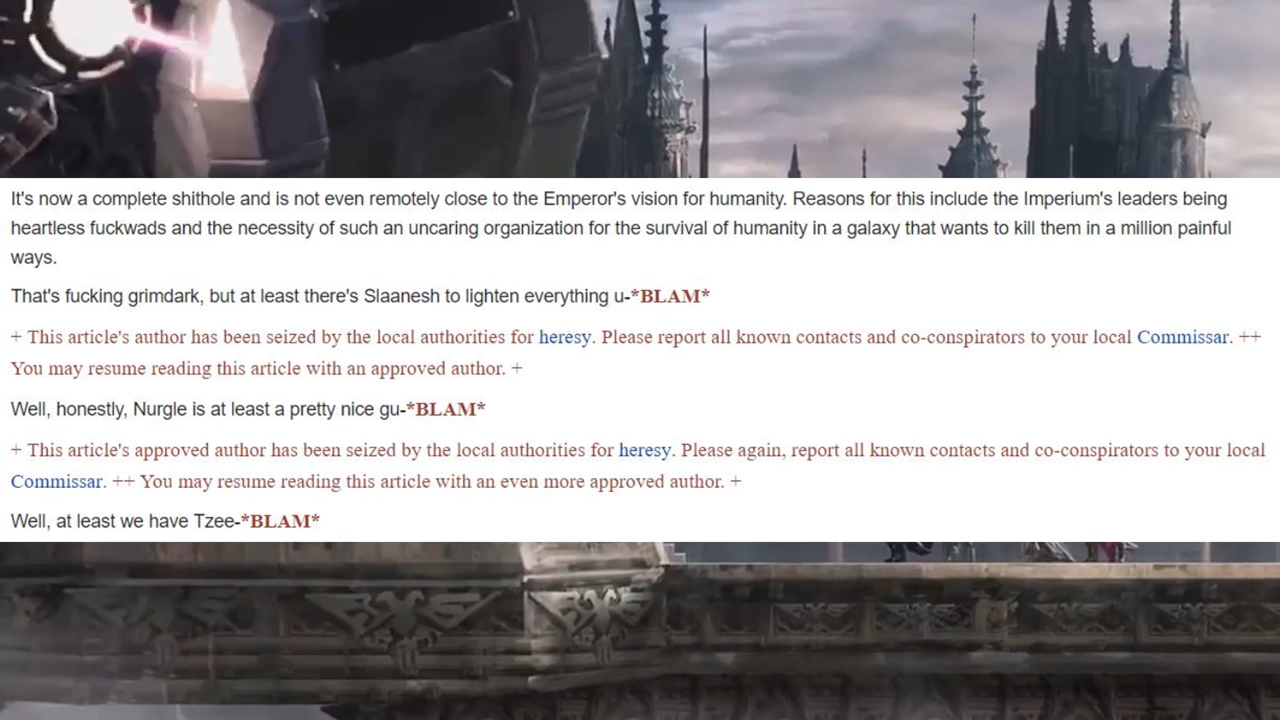 It's now a complete shithole and is not even remotely close to the Emperor's vision for humanity. Reasons for this include the Imperium's leaders being
heartless fuckwads and the necessity of such an uncaring organization for the survival of humanity in a galaxy that wants to kill them in a million painful
ways.
That's fucking grimdark, but at least there's Slaanesh to lighten everything u-*BLAM*
+ This article's author has been seized by the local authorities for heresy. Please report all known contacts and co-conspirators to your local Commissar. ++
You may resume reading this article with an approved author. +
Well, honestly, Nurgle is at least a pretty nice gu-*BLAM*
+ This article's approved author has been seized by the local authorities for heresy. Please again, report all known contacts and co-conspirators to your local
Commissar. ++ You may resume reading this article with an even more approved author. +
Well, at least we have Tzee-*BLAM*